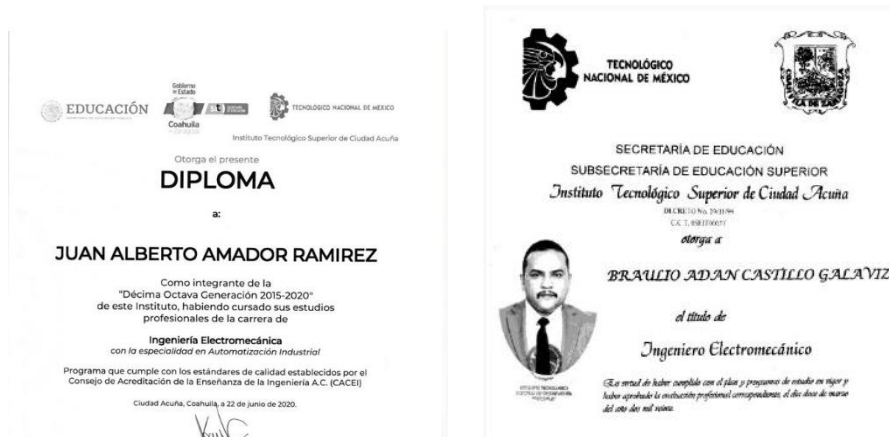 EDUCACIÓN
Gobierno
de Estado
Coahuila
TECNOLÓGICO NACIONAL DE MÉXICO
Instituto Tecnológico Superior de Ciudad Acuña
Otorga el presente
DIPLOMA
a:
JUAN ALBERTO AMADOR RAMIREZ
Como integrante de la
"Décima Octava Generación 2015-2020"
de este Instituto, habiendo cursado sus estudios
profesionales de la carrera de
Ingeniería Electromecánica
con la especialidad en Automatización Industrial
Programa que cumple con los estándares de calidad establecidos por el
Consejo de Acreditación de la Enseñanza de la Ingeniería A.C. (CACEI)
Ciudad Acuña, Coahuila, a 22 de junio de 2020.
TECNOLÓGICO
NACIONAL DE MÉXICO
SECRETARÍA DE EDUCACIÓN
SUBSECRETARÍA DE EDUCACIÓN SUPERIOR
Instituto Tecnológico Superior de Ciudad Acuña
DECRETO No.
otorga a
BRAULIO ADAN CASTILLO GALAVIZ
el título de
Ingeniero Electromecánico
En virtud de haber cumplido con el plan y programas de estudio en vigor y
haber aprobado la evaluación profesional correspondiente, el día doce de marzo
del año dos mil veinte.